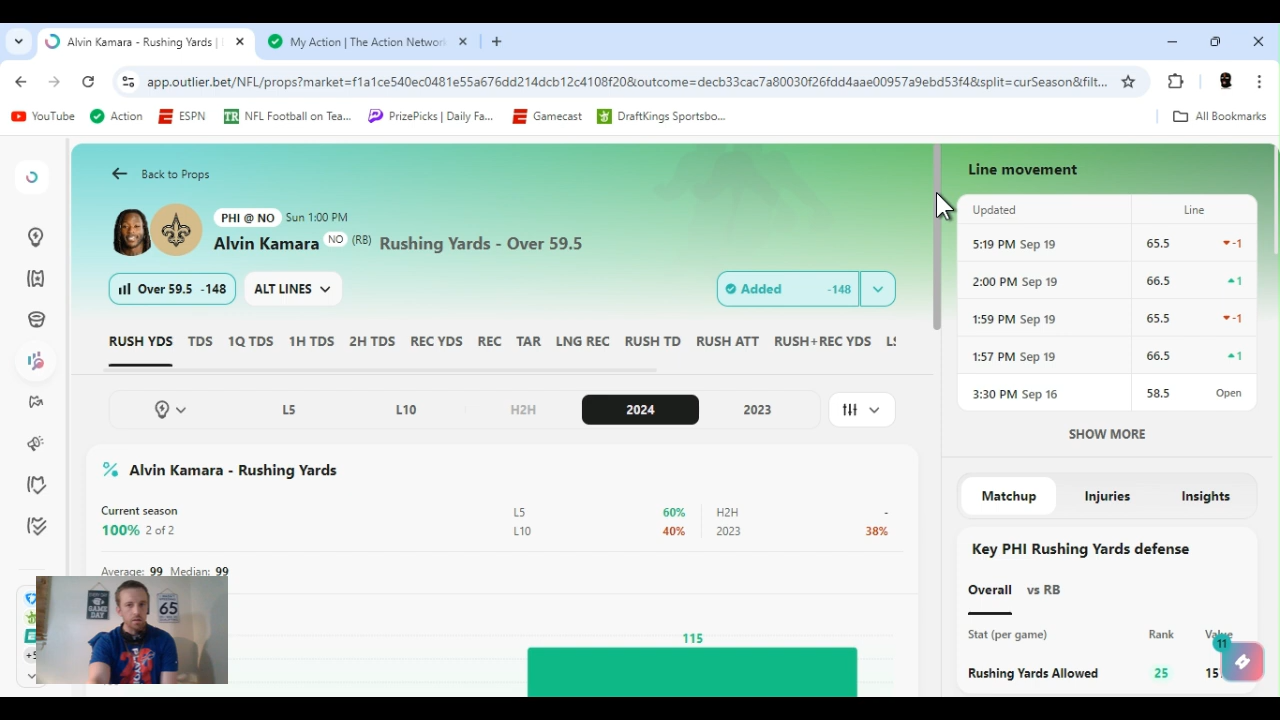 Alvin Kamara - Rushing Yards |
My Action | The Action Network
app.outlier.bet/NFL/props?market=f1a1ce540ec0481e55a676dd214dcb12c4108f20&outcome=decb33cac7a80030f26fdd4aae00957a9ebd53f4&split=curSeason&filt...
YouTube
Action
ESPN
NFL Football on Tea...
PrizePicks | Daily Fa...
Gamecast
DraftKings Sportsbo...
All Bookmarks
Back to Props
PHI @ NO Sun 1:00 PM
Alvin Kamara NO (RB) Rushing Yards - Over 59.5
Over 59.5 -148
ALT LINES
Added -148
RUSH YDS TDS 1Q TDS 1H TDS 2H TDS REC YDS REC TAR LNG REC RUSH TD RUSH ATT RUSH+REC YDS
L5 L10 H2H 2024 2023
Alvin Kamara - Rushing Yards
Current season
100% 2 of 2
L5 60% H2H -
L10 40% 2023 38%
Average: 99 Median: 99
115
GAME DAY
65
Line movement
Updated Line
5:19 PM Sep 19 65.5 -1
2:00 PM Sep 19 66.5 1
1:59 PM Sep 19 65.5 -1
1:57 PM Sep 19 66.5 1
3:30 PM Sep 16 58.5 Open
SHOW MORE
Matchup Injuries Insights
Key PHI Rushing Yards defense
Overall vs RB
Stat (per game) Rank Value
11
Rushing Yards Allowed 25